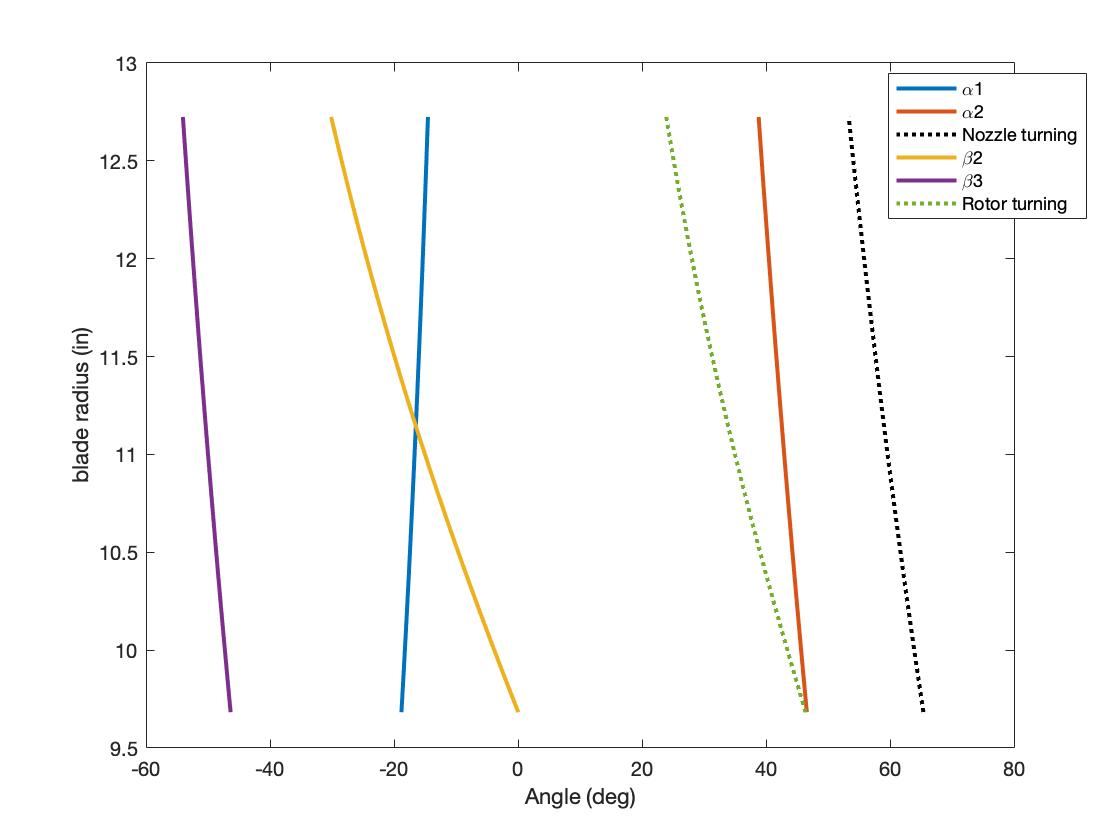 13
12.5
12
11.5
11
10.5
10
9.5
blade radius (in)
-60 -40 -20 0 20 40 60 80
Angle (deg)
α1
α2
Nozzle turning
β2
β3
Rotor turning